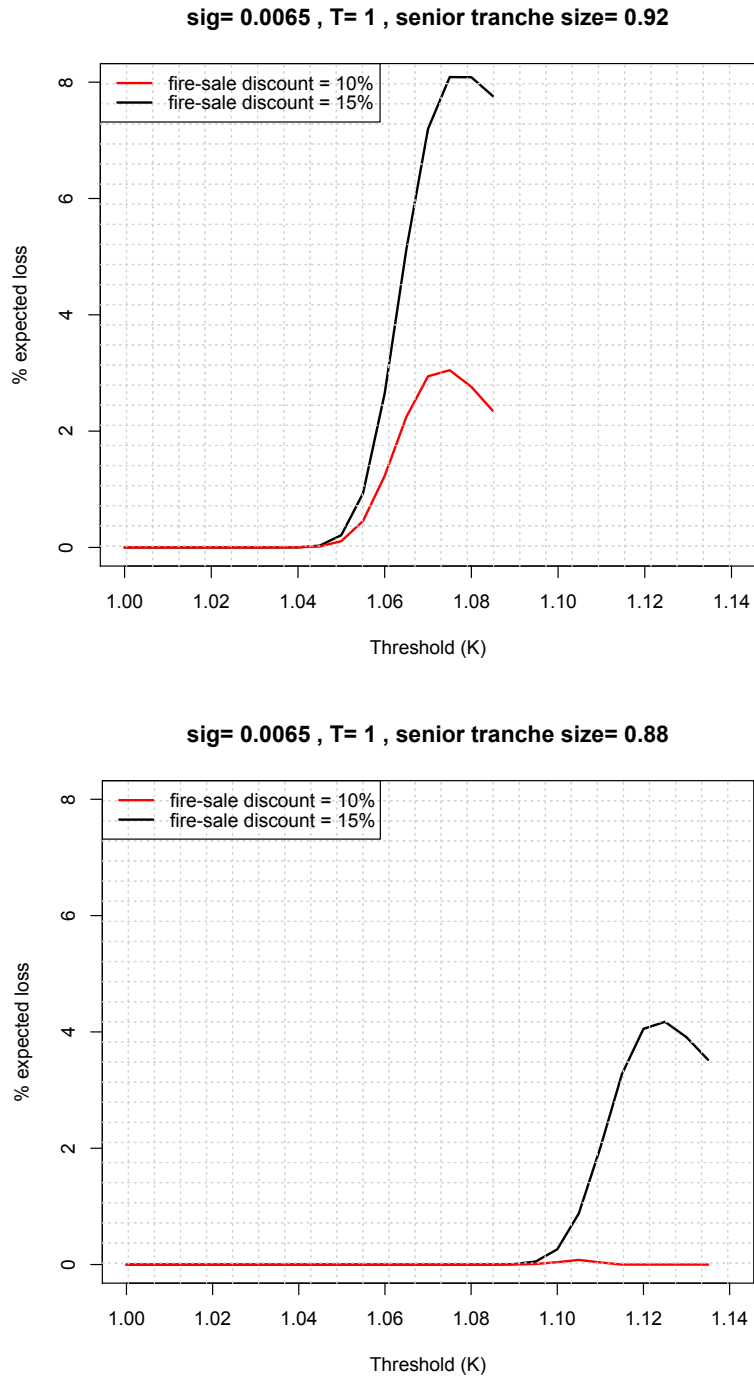 sig= 0.0065 , T= 1 , senior tranche size= 0.92
fire-sale discount = 10%
fire-sale discount = 15%
% expected loss
8
6
4
2
0
1.00 1.02 1.04 1.06 1.08 1.10 1.12 1.14
Threshold (K)
sig= 0.0065 , T= 1 , senior tranche size= 0.88
fire-sale discount = 10%
fire-sale discount = 15%
% expected loss
8
6
4
2
0
1.00 1.02 1.04 1.06 1.08 1.10 1.12 1.14
Threshold (K)